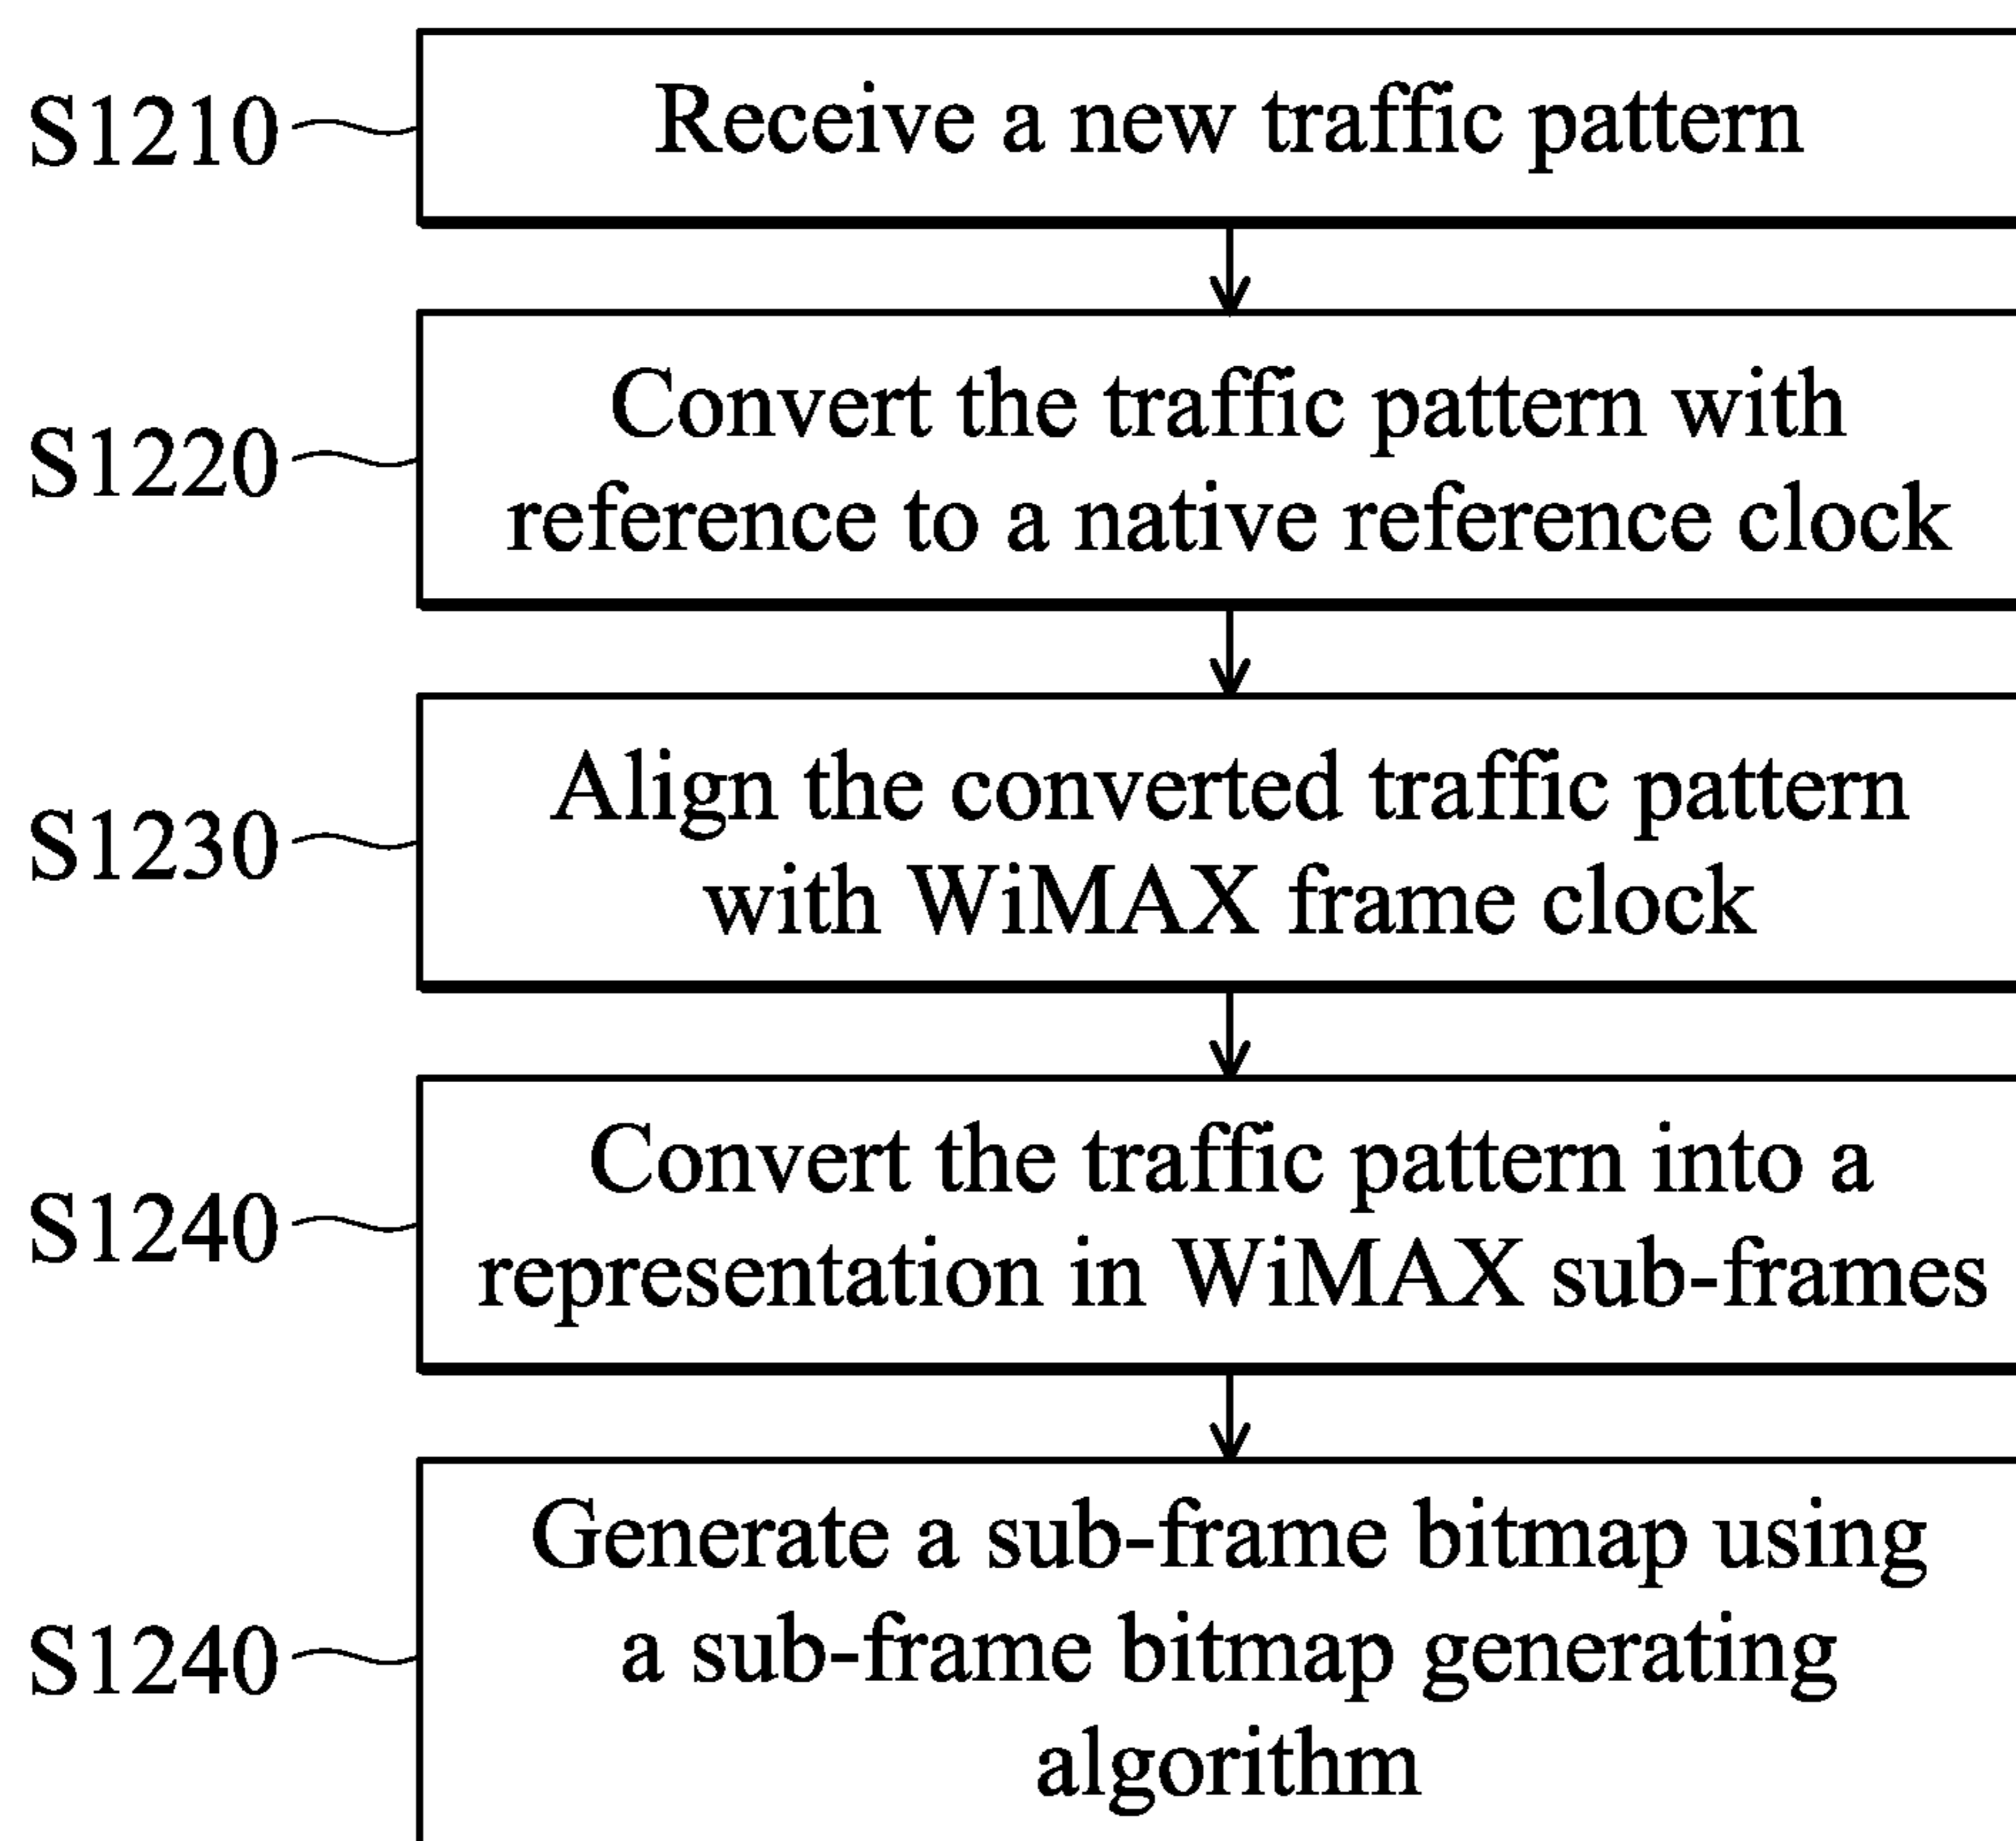 S1210
Receive a new traffic pattern
S1220
Convert the traffic pattern with
reference to a native reference clock
S1230
Align the converted traffic pattern
with WiMAX frame clock
S1240
Convert the traffic pattern into a
representation in WiMAX sub-frames
S1240
Generate a sub-frame bitmap using
a sub-frame bitmap generating
algorithm